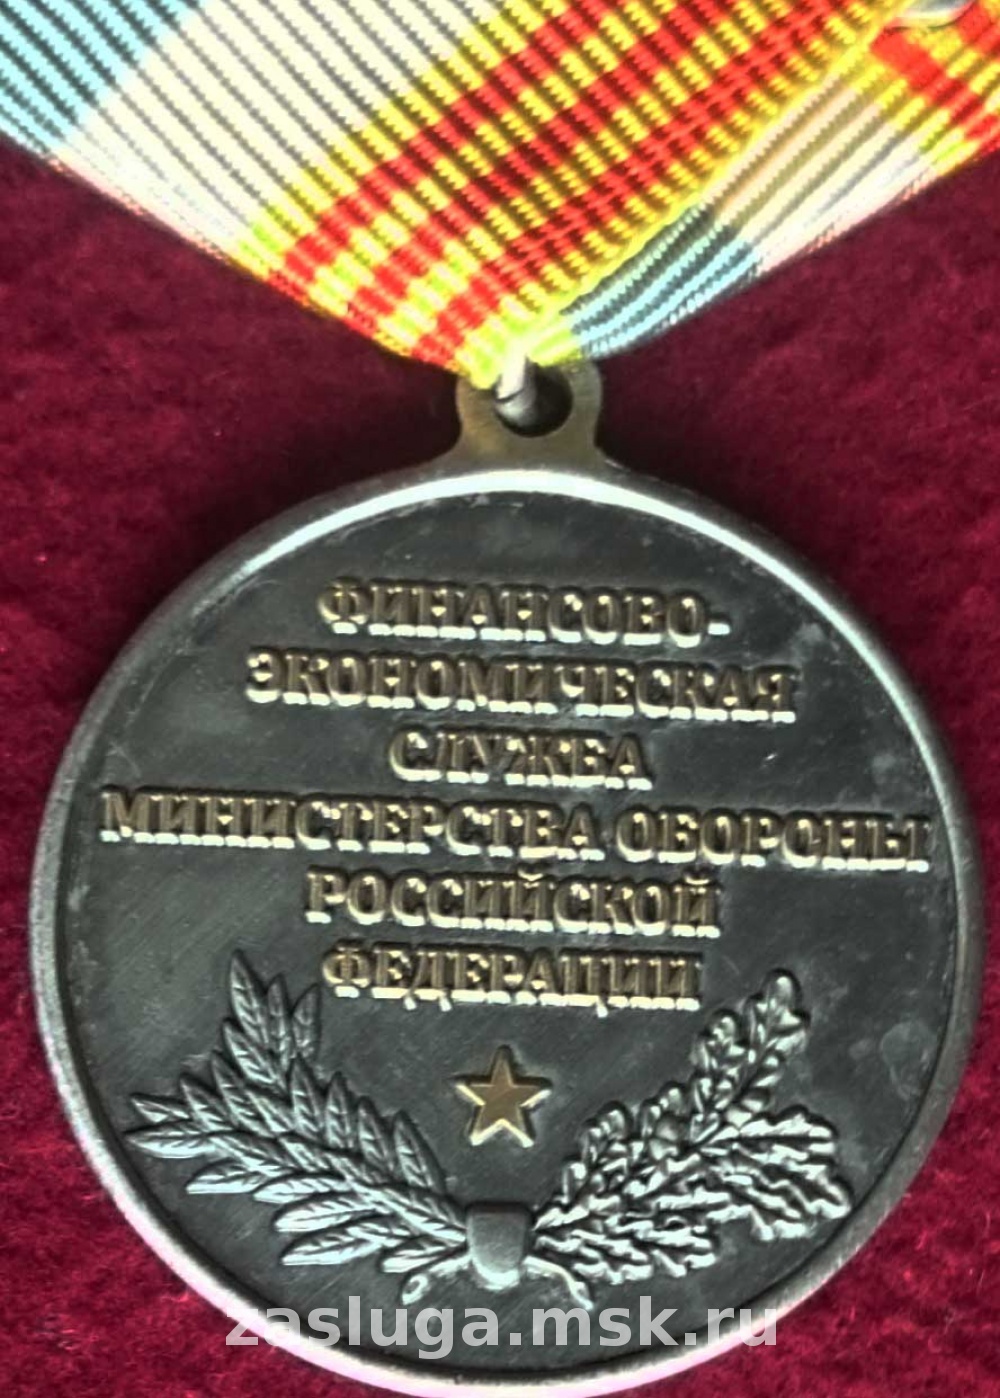 ФИНАНСОВО-
ЭКОНОМИЧЕСКАЯ
СЛУЖБА
МИНИСТЕРСТВА ОБОРОНЫ
РОССИЙСКОЙ
ФЕДЕРАЦИИ
zasluga.msk.ru